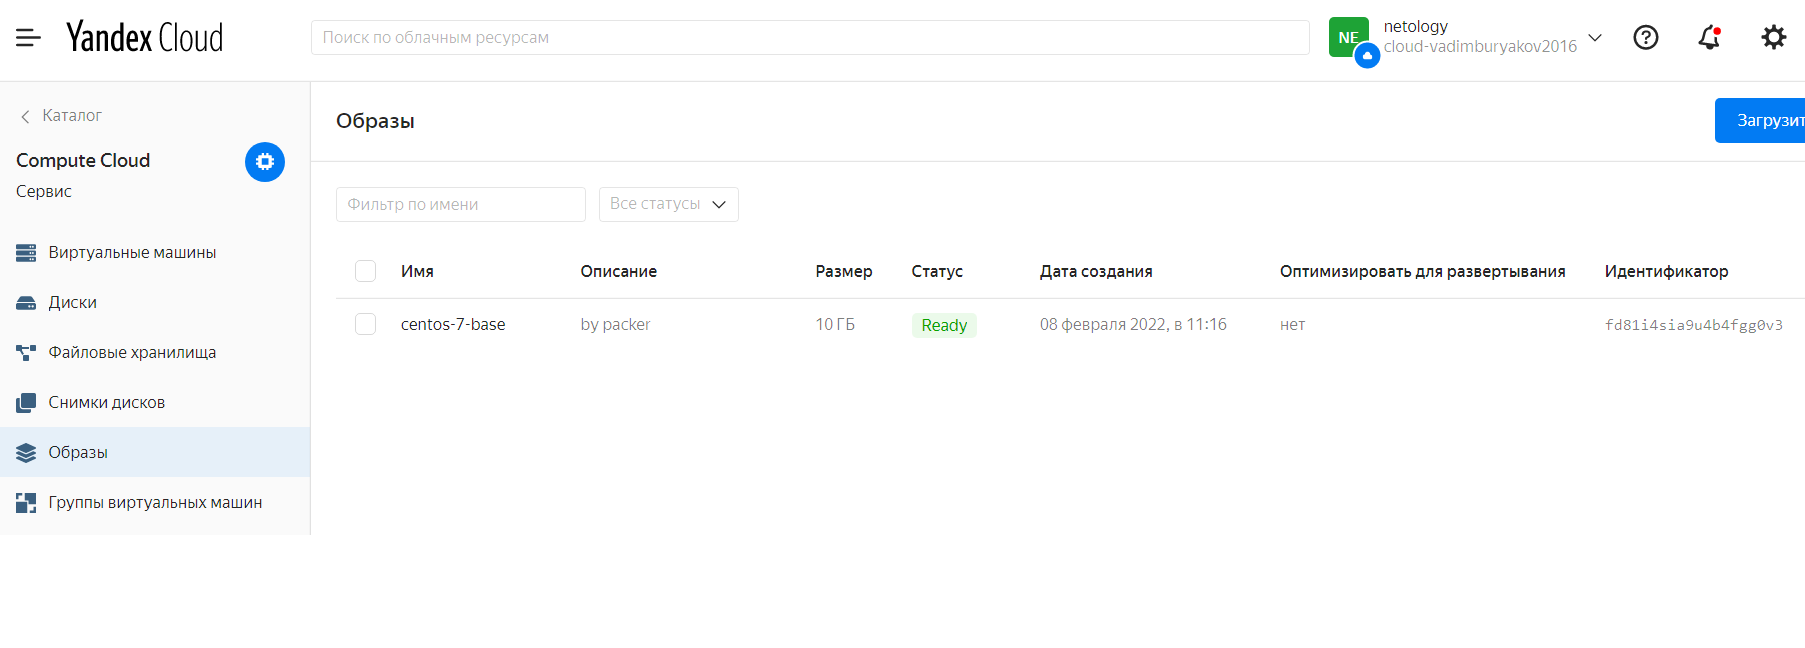 Yandex Cloud
Поиск по облачным ресурсам
NE
netology
cloud-vadimburyakov2016
Каталог
Compute Cloud
Сервис
Виртуальные машины
Диски
Файловые хранилища
Снимки дисков
Образы
Группы виртуальных машин
Образы
Загрузит
Фильтр по имени
Все статусы
Имя Описание Размер Статус Дата создания Оптимизировать для развертывания Идентификатор
centos-7-base by packer 10 ГБ Ready 08 февраля 2022, в 11:16 нет fd81i4sia9u4b4fgg0v3